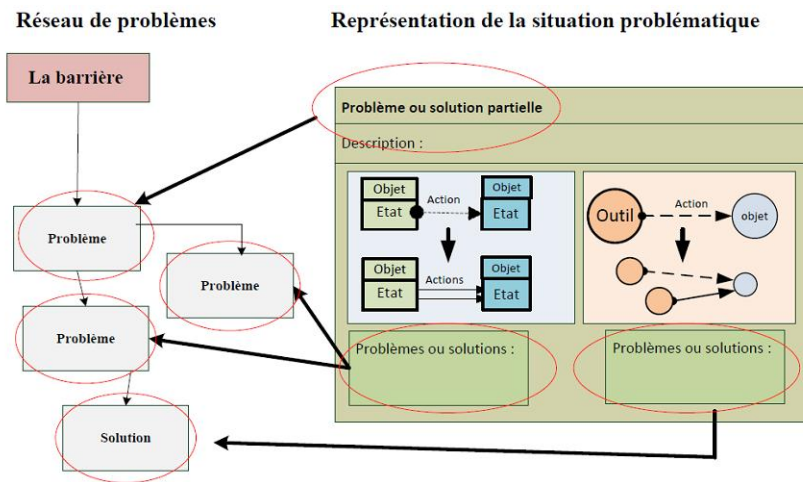 Réseau de problèmes
Représentation de la situation problématique
La barrière
Problème
Problème
Problème
Solution
Problème ou solution partielle
Description :
Objet
Etat
Action
Objet
Etat
Objet
Etat
Actions
Objet
Etat
Outil
Action
objet
Problèmes ou solutions :
Problèmes ou solutions :